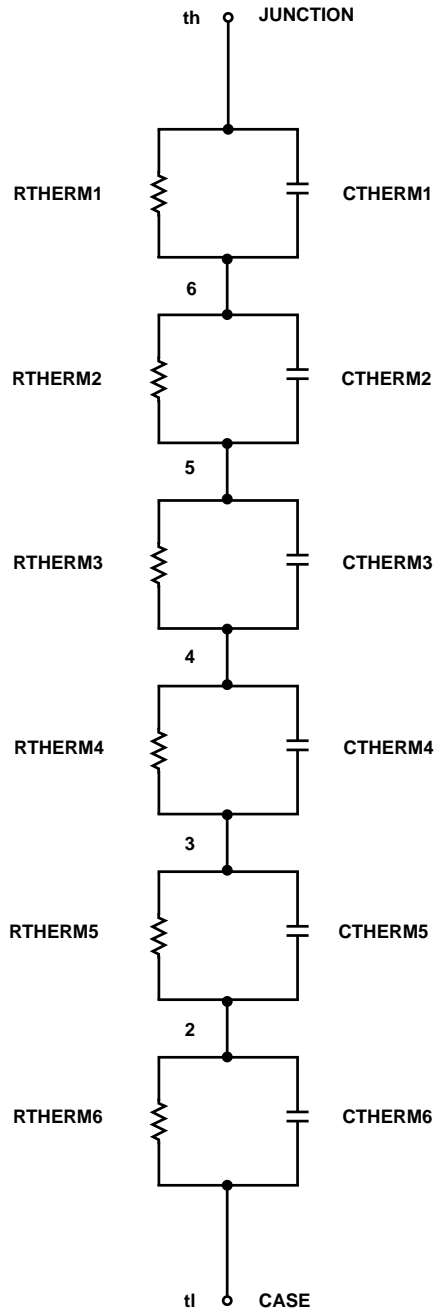 th JUNCTION
RTHERM1 CTHERM1
6
RTHERM2 CTHERM2
5
RTHERM3 CTHERM3
4
RTHERM4 CTHERM4
3
RTHERM5 CTHERM5
2
RTHERM6 CTHERM6
tl CASE